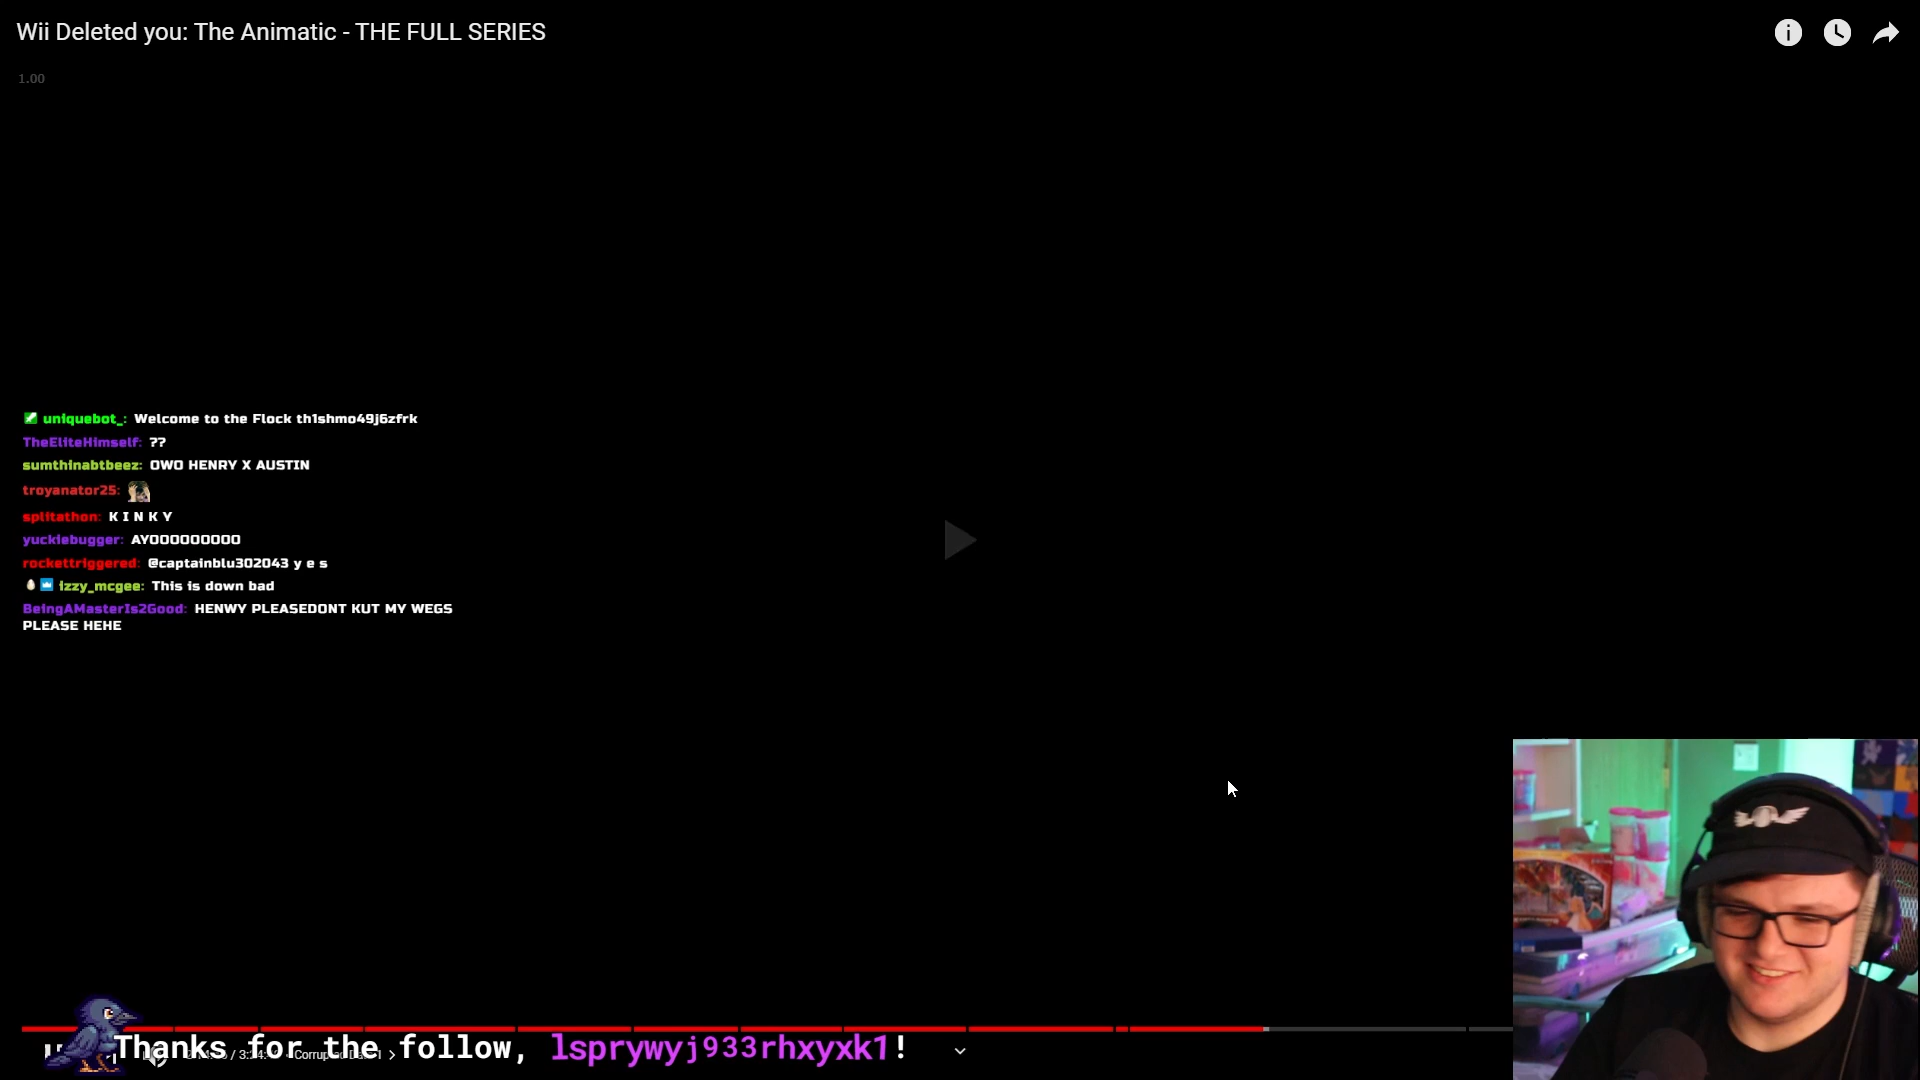 Wii Deleted you: The Animatic - THE FULL SERIES
1.00
uniquebot_: Welcome to the Flock th1shmo49j6zfrk
TheEliteHimself: ??
sumthinabtbeez: OWO HENRY X AUSTIN
troyanator25:
splitathon: K I N K Y
yuckiebugger: AYOOOOOOOOO
rockettriggered: @captainblu302043 y e s
izzy_mcgee: This is down bad
BeingAMasterIs2Good: HENWY PLEASEDONT KUT MY WEGS
PLEASE HEHE
Thanks for the follow, lsprywyj933rhxyxk1!